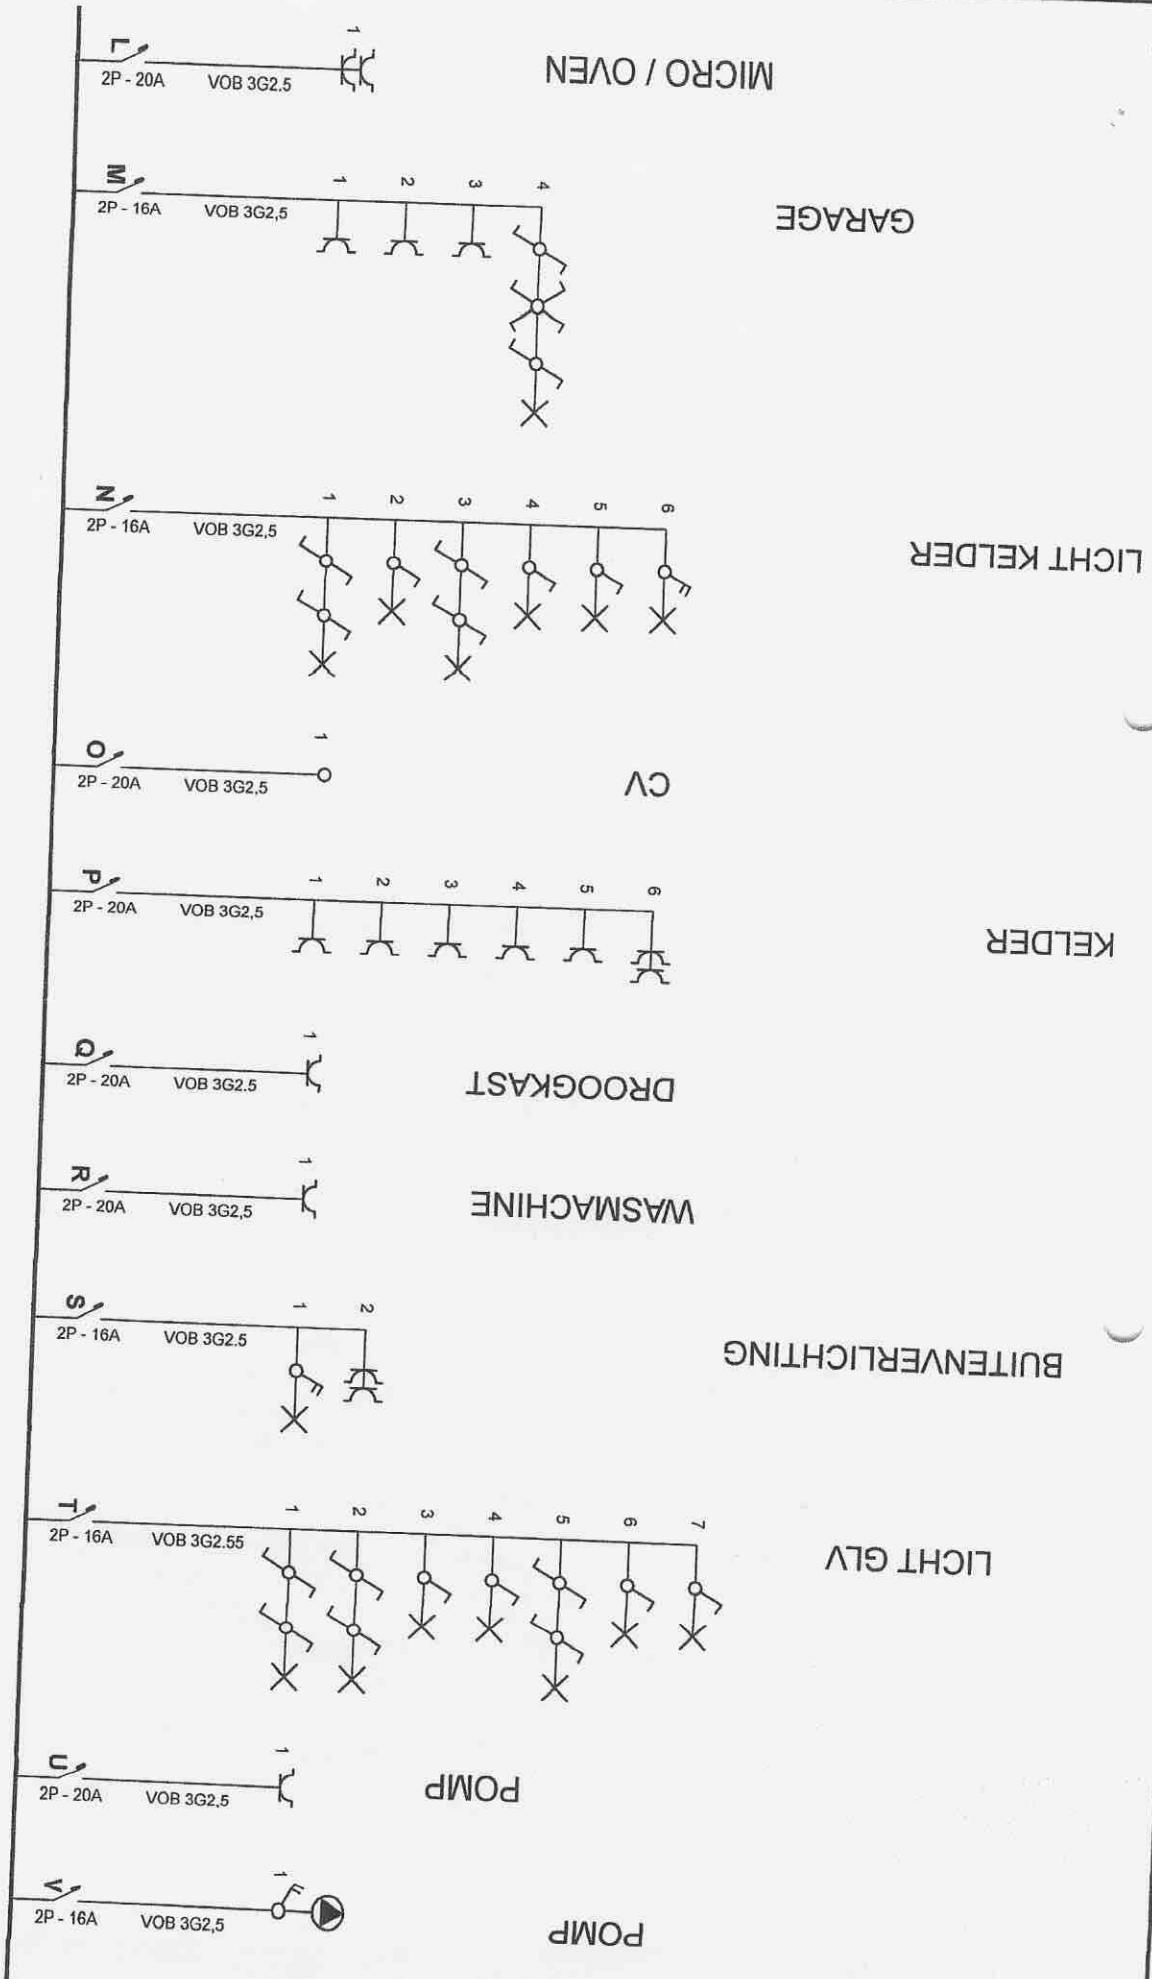 L
1
2P - 20A VOB 3G2.5
MICRO / OVEN
M
1 2 3 4
2P - 16A VOB 3G2,5
GARAGE
N
1 2 3 4 5 6
2P - 16A VOB 3G2,5
LICHT KELDER
O
1
2P - 20A VOB 3G2,5
CV
P
1 2 3 4 5 6
2P - 20A VOB 3G2,5
KELDER
Q
1
2P - 20A VOB 3G2.5
DROOGKAST
R
1
2P - 20A VOB 3G2,5
WASMACHINE
S
1 2
2P - 16A VOB 3G2.5
BUITENVERLICHTING
T
1 2 3 4 5 6 7
2P - 16A VOB 3G2.55
LICHT GLV
U
1
2P - 20A VOB 3G2,5
POMP
V
1
2P - 16A VOB 3G2,5
POMP